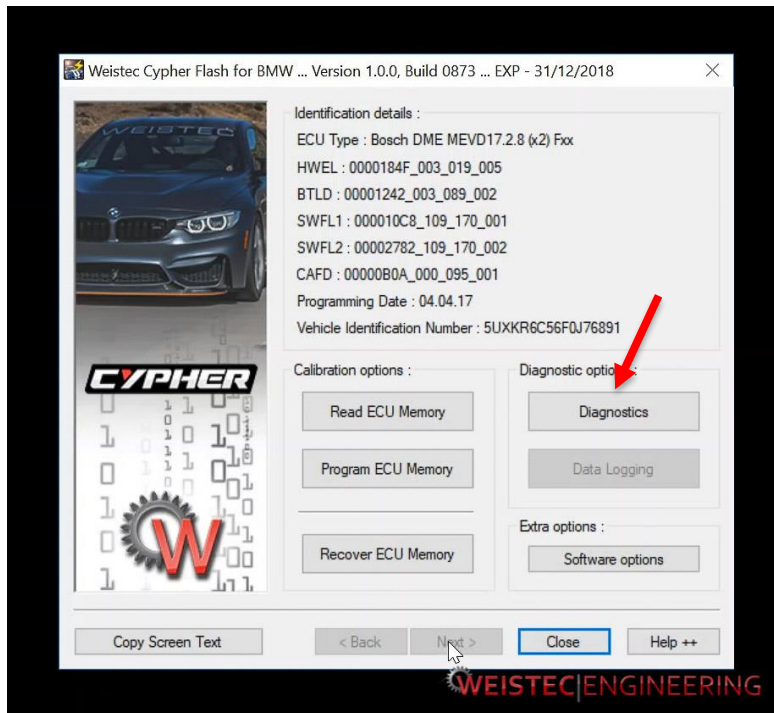 Weistec Cypher Flash for BMW ... Version 1.0.0, Build 0873 ... EXP - 31/12/2018
WEISTEC
CYPHER
W
Identification details :
ECU Type : Bosch DME MEVD17.2.8 (x2) Fxx
HWEL : 0000184F_003_019_005
BTLD : 00001242_003_089_002
SWFL1 : 000010C8_109_170_001
SWFL2 : 00002782_109_170_002
CAFD : 00000B0A_000_095_001
Programming Date : 04.04.17
Vehicle Identification Number : 5UXKR6C56F0J76891
Calibration options :
Read ECU Memory
Program ECU Memory
Recover ECU Memory
Diagnostic :
Diagnostics
Data Logging
Extra options :
Software options
Copy Screen Text
< Back
Next >
Close
Help ++
WEISTEC|ENGINEERING